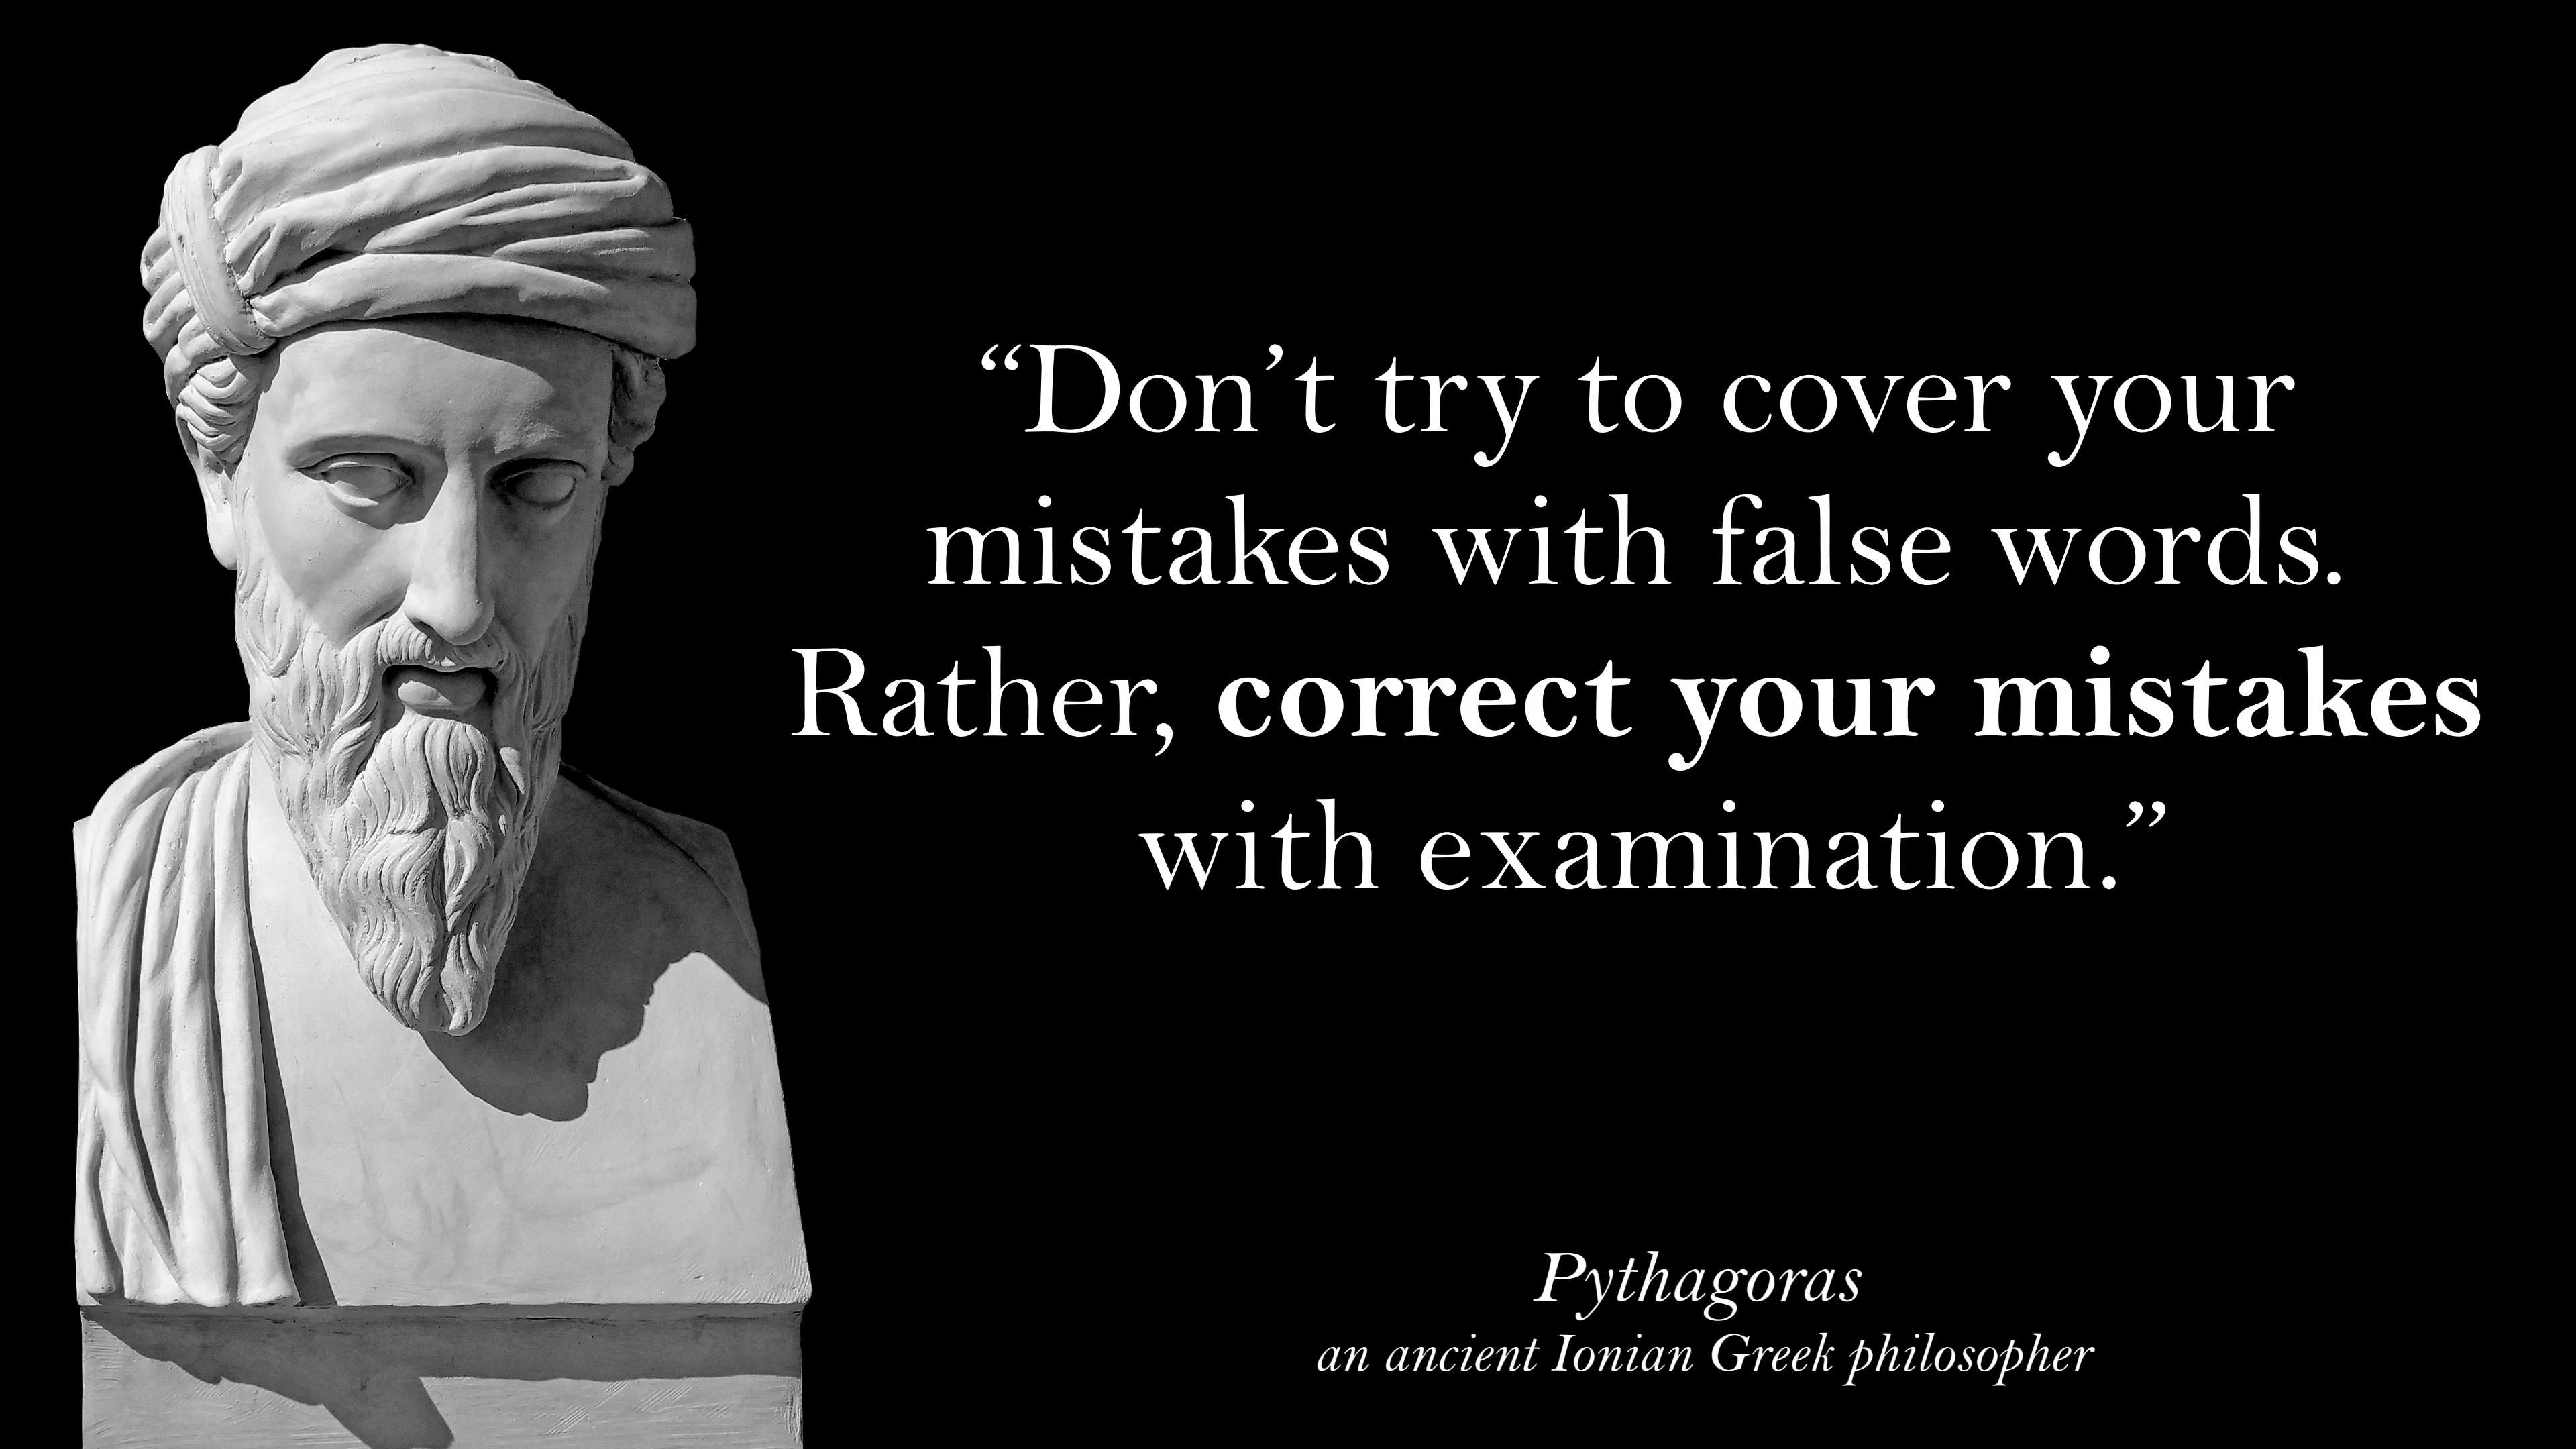 “Don’t try to cover your
mistakes with false words.
Rather, correct your mistakes
with examination.”
Pythagoras
an ancient Ionian Greek philosopher